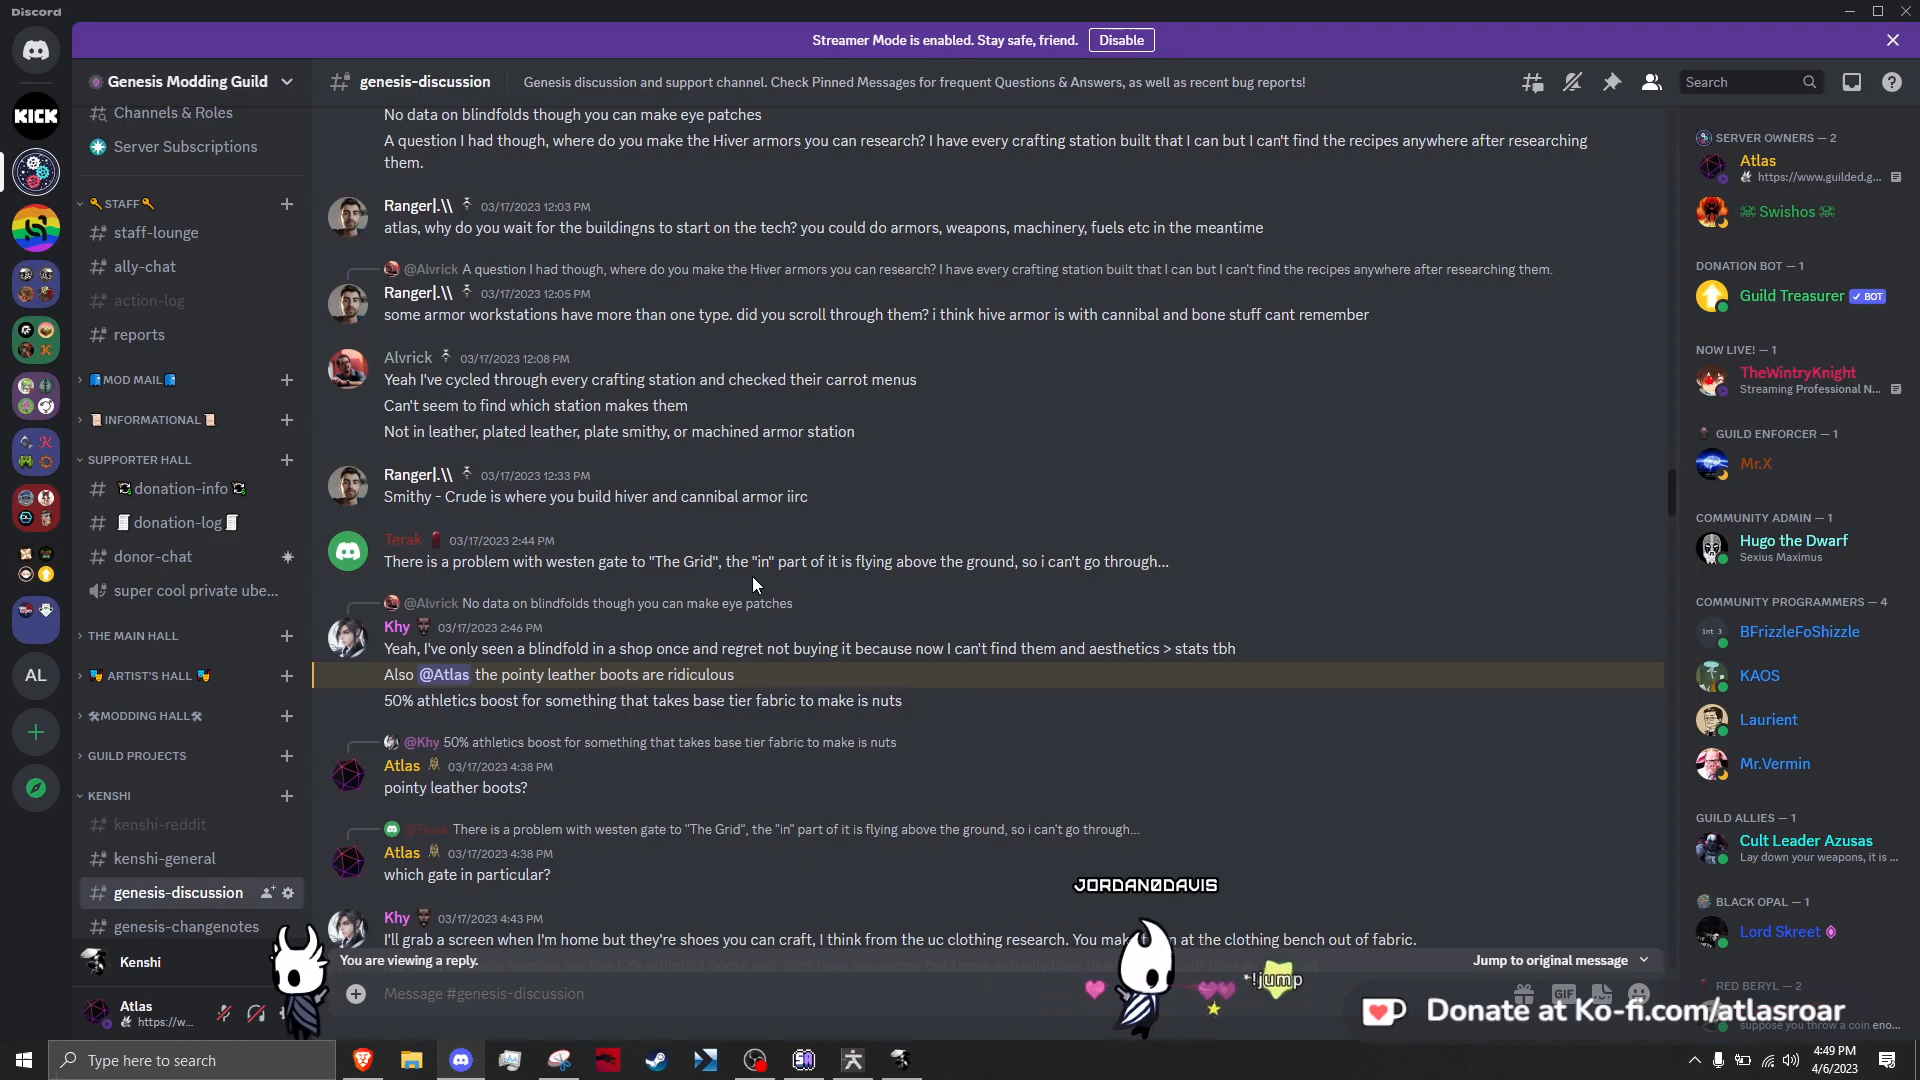 Discord
Streamer Mode is enabled. Stay safe, friend.
Disable
KICK
AL
Genesis Modding Guild
Channels & Roles
Server Subscriptions
STAFF
staff-lounge
ally-chat
action-log
reports
MOD MAIL
INFORMATIONAL
SUPPORTER HALL
donation-info
donation-log
donor-chat
super cool private ube...
THE MAIN HALL
ARTIST'S HALL
MODDING HALL
GUILD PROJECTS
KENSHI
kenshi-reddit
kenshi-general
genesis-discussion
genesis-changenotes
Kenshi
Atlas
https://w...
genesis-discussion
Genesis discussion and support channel. Check Pinned Messages for frequent Questions & Answers, as well as recent bug reports!
Search
No data on blindfolds though you can make eye patches
A question I had though, where do you make the Hiver armors you can research? I have every crafting station built that I can but I can't find the recipes anywhere after researching
them.
Ranger|.\\ 03/17/2023 12:03 PM
atlas, why do you wait for the buildingns to start on the tech? you could do armors, weapons, machinery, fuels etc in the meantime
@Alvrick A question I had though, where do you make the Hiver armors you can research? I have every crafting station built that I can but I can't find the recipes anywhere after researching them.
Ranger|.\\ 03/17/2023 12:05 PM
some armor workstations have more than one type. did you scroll through them? i think hive armor is with cannibal and bone stuff cant remember
Alvrick 03/17/2023 12:08 PM
Yeah I've cycled through every crafting station and checked their carrot menus
Can't seem to find which station makes them
Not in leather, plated leather, plate smithy, or machined armor station
Ranger|.\\ 03/17/2023 12:33 PM
Smithy - Crude is where you build hiver and cannibal armor iirc
Terak 03/17/2023 2:44 PM
There is a problem with westen gate to "The Grid", the "in" part of it is flying above the ground, so i can't go through...
@Alvrick No data on blindfolds though you can make eye patches
Khy 03/17/2023 2:46 PM
Yeah, I've only seen a blindfold in a shop once and regret not buying it because now I can't find them and aesthetics > stats tbh
Also @Atlas the pointy leather boots are ridiculous
50% athletics boost for something that takes base tier fabric to make is nuts
@Khy 50% athletics boost for something that takes base tier fabric to make is nuts
Atlas 03/17/2023 4:38 PM
pointy leather boots?
@Terak There is a problem with westen gate to "The Grid", the "in" part of it is flying above the ground, so i can't go through...
Atlas 03/17/2023 4:38 PM
which gate in particular?
Khy 03/17/2023 4:43 PM
I'll grab a screen when I'm home but they're shoes you can craft, I think from the uc clothing research. You mak at the clothing bench out of fabric.
You are viewing a reply.
Jump to original message
Message #genesis-discussion
GIF
JORDAN0DAVIS
!jump
Donate at Ko-fi.com/atlasroar
SERVER OWNERS — 2
Atlas
https://www.guilded.g...
Swishos
DONATION BOT — 1
Guild Treasurer BOT
NOW LIVE! — 1
TheWintryKnight
Streaming Professional N...
GUILD ENFORCER — 1
Mr.X
COMMUNITY ADMIN — 1
Hugo the Dwarf
Sexius Maximus
COMMUNITY PROGRAMMERS — 4
int 3
BFrizzleFoShizzle
KAOS
Laurient
Mr.Vermin
GUILD ALLIES — 1
Cult Leader Azusas
Lay down your weapons, it is ...
BLACK OPAL — 1
Lord Skreet
RED BERYL — 2
suppose you throw a coin eno...
Type here to search
4:49 PM
4/6/2023